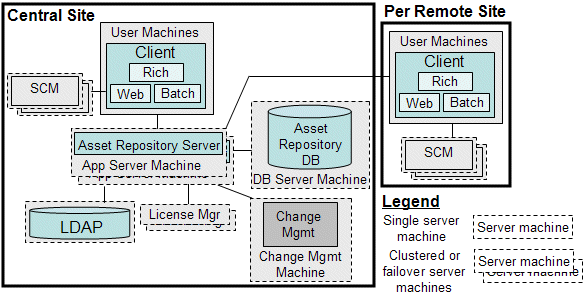 Central Site
User Machines
Client
Rich
Web
Batch
SCM
Asset Repository Server
App Server Machine
Asset
Repository
DB
DB Server Machine
LDAP
License Mgr
Change
Mgmt
Change Mgmt
Machine
Per Remote Site
User Machines
Client
Rich
Web
Batch
SCM
Legend
Single server
machine
Server machine
Clustered or
failover server
machines
Server machine
Server machine